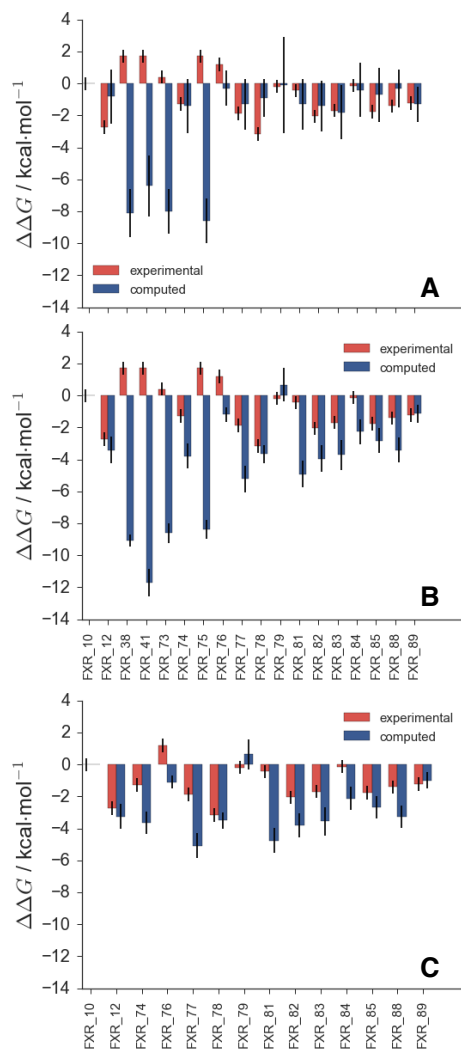 4
2
0
−2
−4
−6
−8
−10
−12
−14
ΔΔG / kcal·mol⁻¹
experimental
computed
A
4
2
0
−2
−4
−6
−8
−10
−12
−14
ΔΔG / kcal·mol⁻¹
experimental
computed
B
FXR_10
FXR_12
FXR_38
FXR_41
FXR_73
FXR_74
FXR_75
FXR_76
FXR_77
FXR_78
FXR_79
FXR_81
FXR_82
FXR_83
FXR_84
FXR_85
FXR_88
FXR_89
4
2
0
−2
−4
−6
−8
−10
−12
−14
ΔΔG / kcal·mol⁻¹
experimental
computed
C
FXR_10
FXR_12
FXR_74
FXR_76
FXR_77
FXR_78
FXR_79
FXR_81
FXR_82
FXR_83
FXR_84
FXR_85
FXR_88
FXR_89